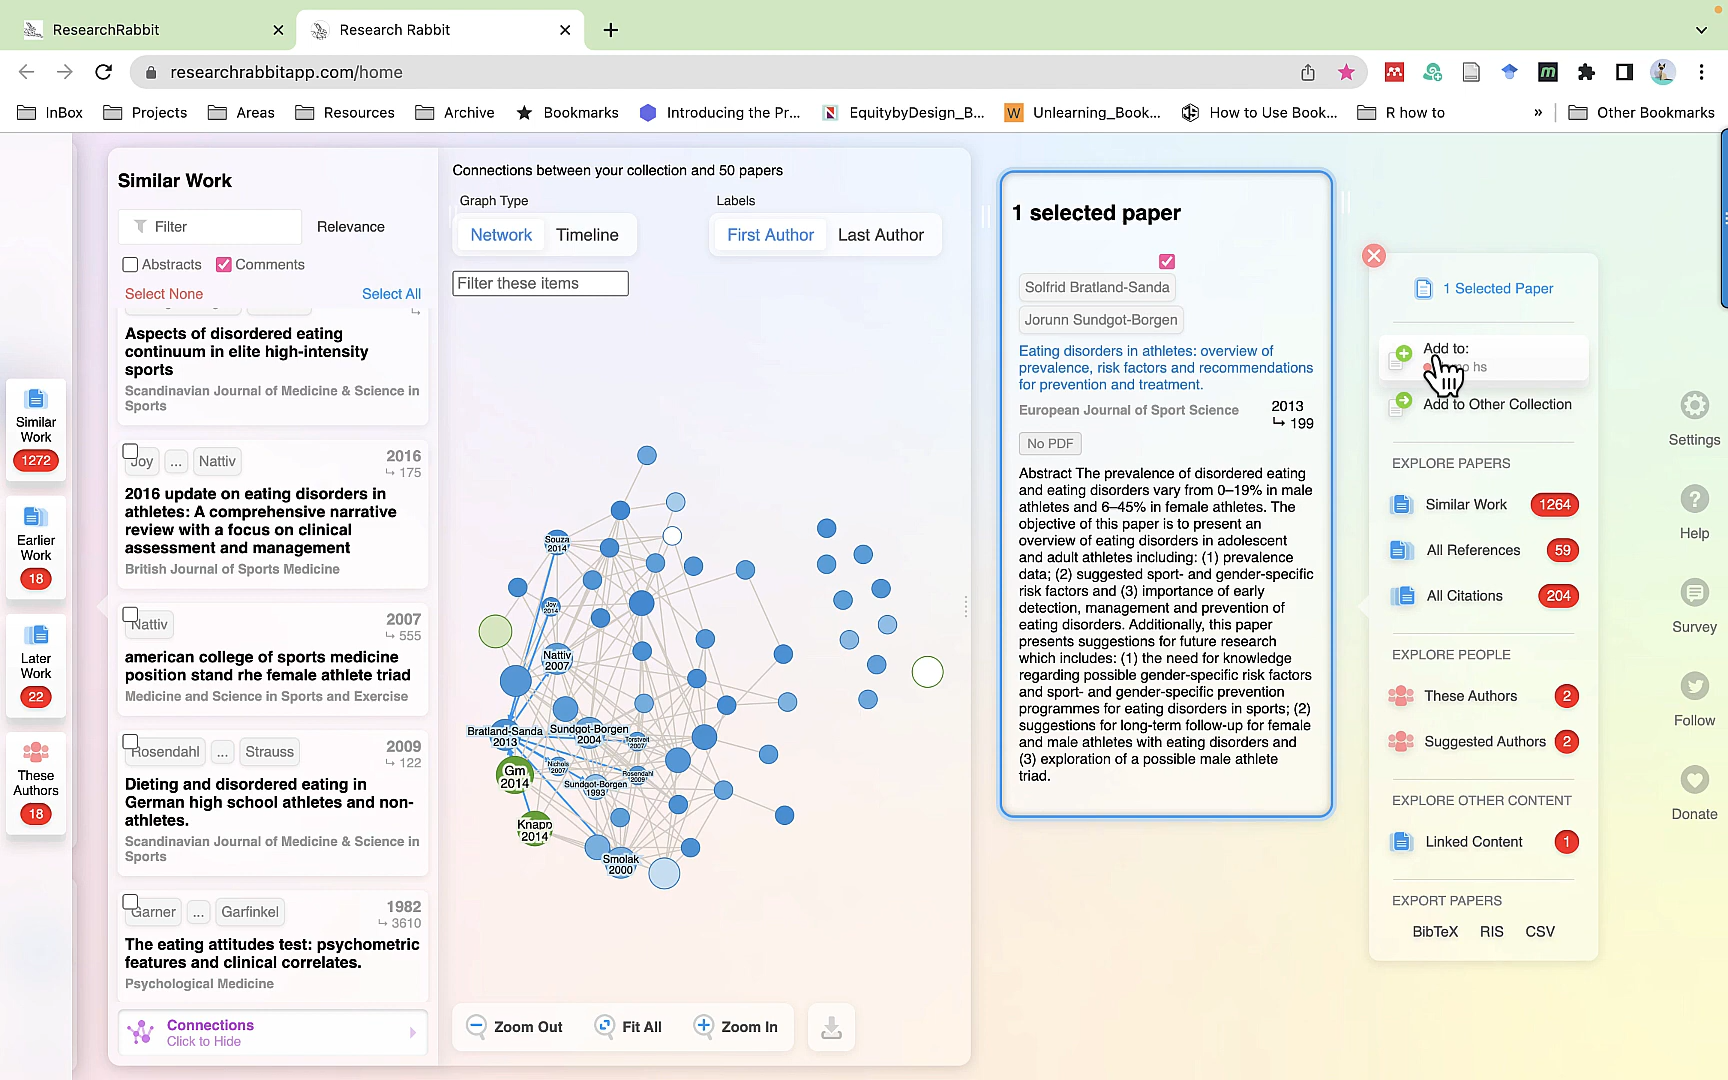 ResearchRabbit
Research Rabbit
researchrabbitapp.com/home
InBox
Projects
Areas
Resources
Archive
Bookmarks
Introducing the Pr...
EquitybyDesign_B...
Unlearning_Book...
How to Use Book...
R how to
»
Other Bookmarks
Similar Work
1272
Earlier Work
18
Later Work
22
These Authors
18
Similar Work
Filter
Relevance
Abstracts
Comments
Select None
Select All
Aspects of disordered eating
continuum in elite high-intensity
sports
Scandinavian Journal of Medicine & Science in
Sports
Joy ... Nattiv
2016
↳ 175
2016 update on eating disorders in
athletes: A comprehensive narrative
review with a focus on clinical
assessment and management
British Journal of Sports Medicine
Nattiv
2007
↳ 555
american college of sports medicine
position stand rhe female athlete triad
Medicine and Science in Sports and Exercise
Rosendahl ... Strauss
2009
↳ 122
Dieting and disordered eating in
German high school athletes and non-
athletes.
Scandinavian Journal of Medicine & Science in
Sports
Garner ... Garfinkel
1982
↳ 3610
The eating attitudes test: psychometric
features and clinical correlates.
Psychological Medicine
Connections
Click to Hide
Connections between your collection and 50 papers
Graph Type
Network
Timeline
Labels
First Author
Last Author
Filter these items
Souza
2014
Joy
2014
Nattiv
2007
Bratland-Sanda
2013
Sundgot-Borgen
2004
Torstveit
2007
Gm
2014
Nichols
2007
Rosendahl
2009
Sundgot-Borgen
1993
Knapp
2014
Smolak
2000
Zoom Out
Fit All
Zoom In
1 selected paper
Solfrid Bratland-Sanda
Jorunn Sundgot-Borgen
Eating disorders in athletes: overview of
prevalence, risk factors and recommendations
for prevention and treatment.
European Journal of Sport Science
2013
↳ 199
No PDF
Abstract The prevalence of disordered eating
and eating disorders vary from 0–19% in male
athletes and 6–45% in female athletes. The
objective of this paper is to present an
overview of eating disorders in adolescent
and adult athletes including: (1) prevalence
data; (2) suggested sport- and gender-specific
risk factors and (3) importance of early
detection, management and prevention of
eating disorders. Additionally, this paper
presents suggestions for future research
which includes: (1) the need for knowledge
regarding possible gender-specific risk factors
and sport- and gender-specific prevention
programmes for eating disorders in sports; (2)
suggestions for long-term follow-up for female
and male athletes with eating disorders and
(3) exploration of a possible male athlete
triad.
1 Selected Paper
Add to:
hs
Add to Other Collection
EXPLORE PAPERS
Similar Work 1264
All References 59
All Citations 204
EXPLORE PEOPLE
These Authors 2
Suggested Authors 2
EXPLORE OTHER CONTENT
Linked Content 1
EXPORT PAPERS
BibTeX RIS CSV
Settings
Help
Survey
Follow
Donate